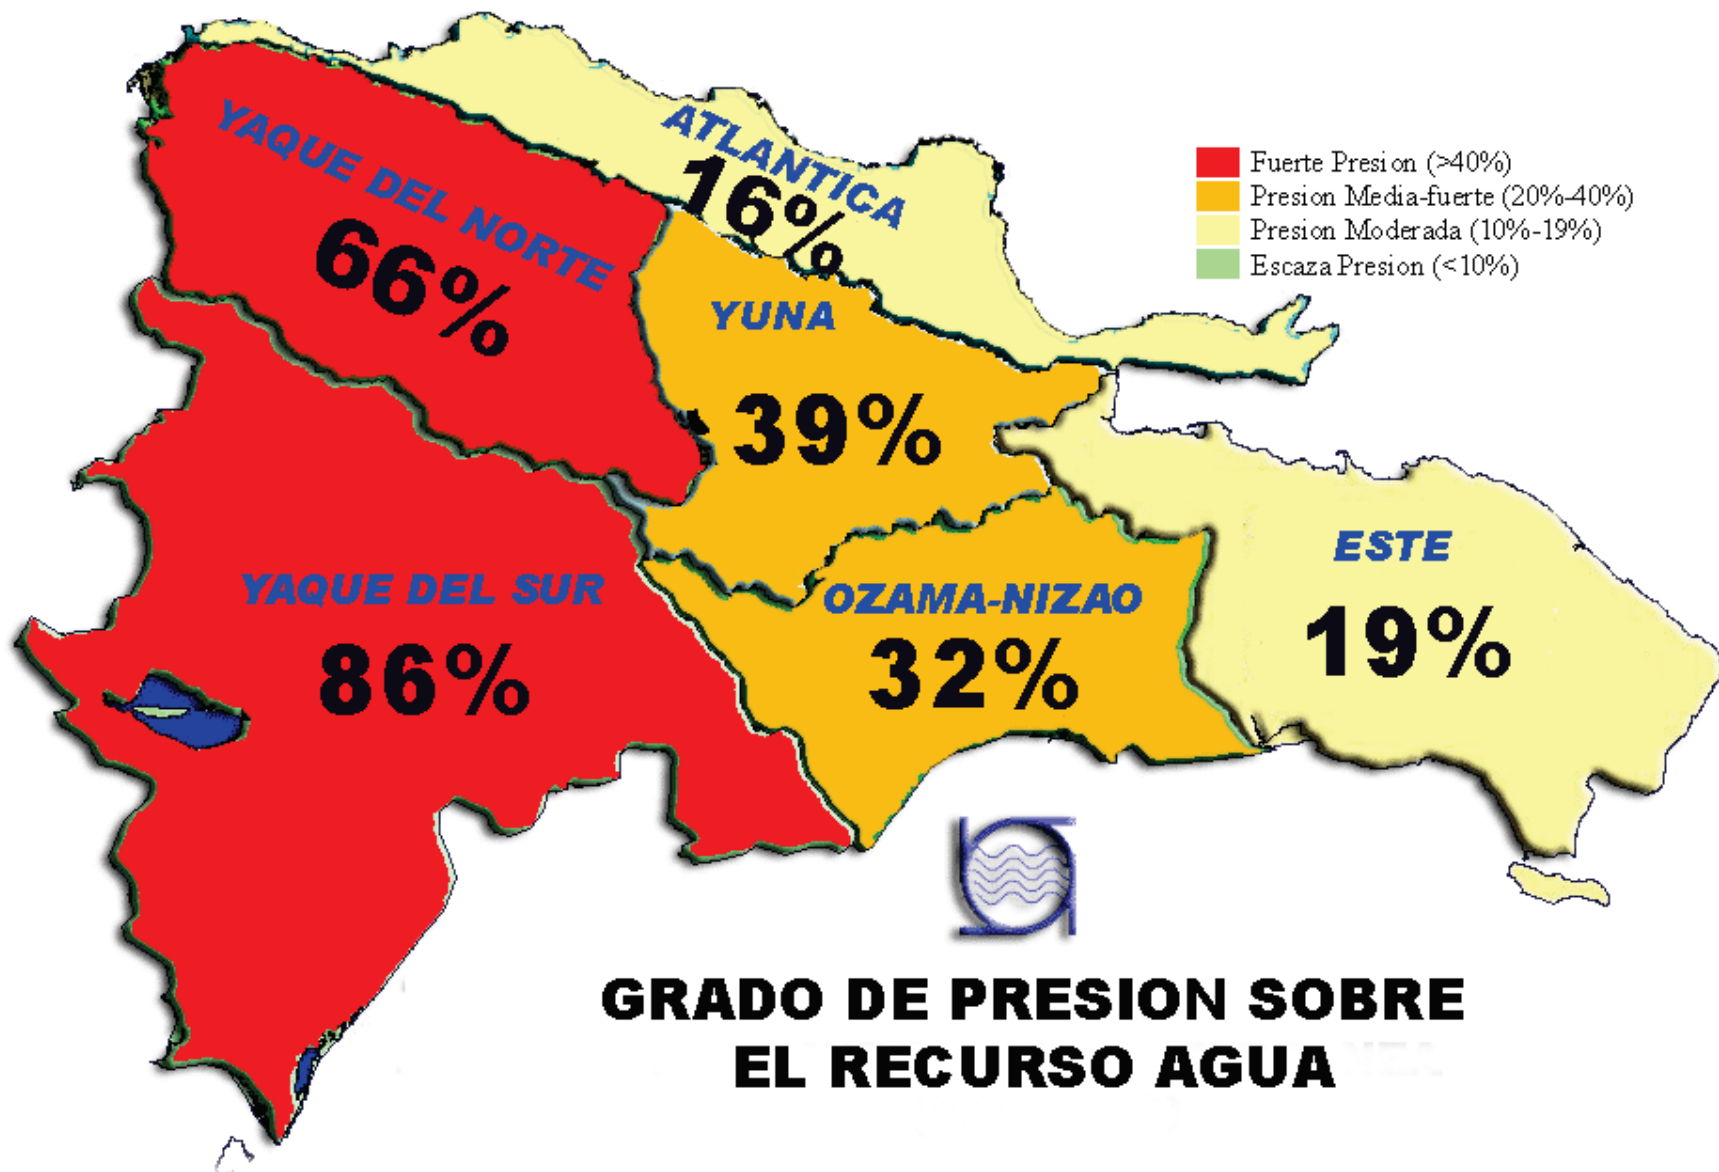 ATLANTICA
16%
YAQUE DEL NORTE
66%
Fuerte Presion (>40%)
Presion Media-fuerte (20%-40%)
Presion Moderada (10%-19%)
Escaza Presion (<10%)
YUNA
39%
ESTE
19%
YAQUE DEL SUR
86%
OZAMA-NIZAO
32%
GRADO DE PRESION SOBRE
EL RECURSO AGUA